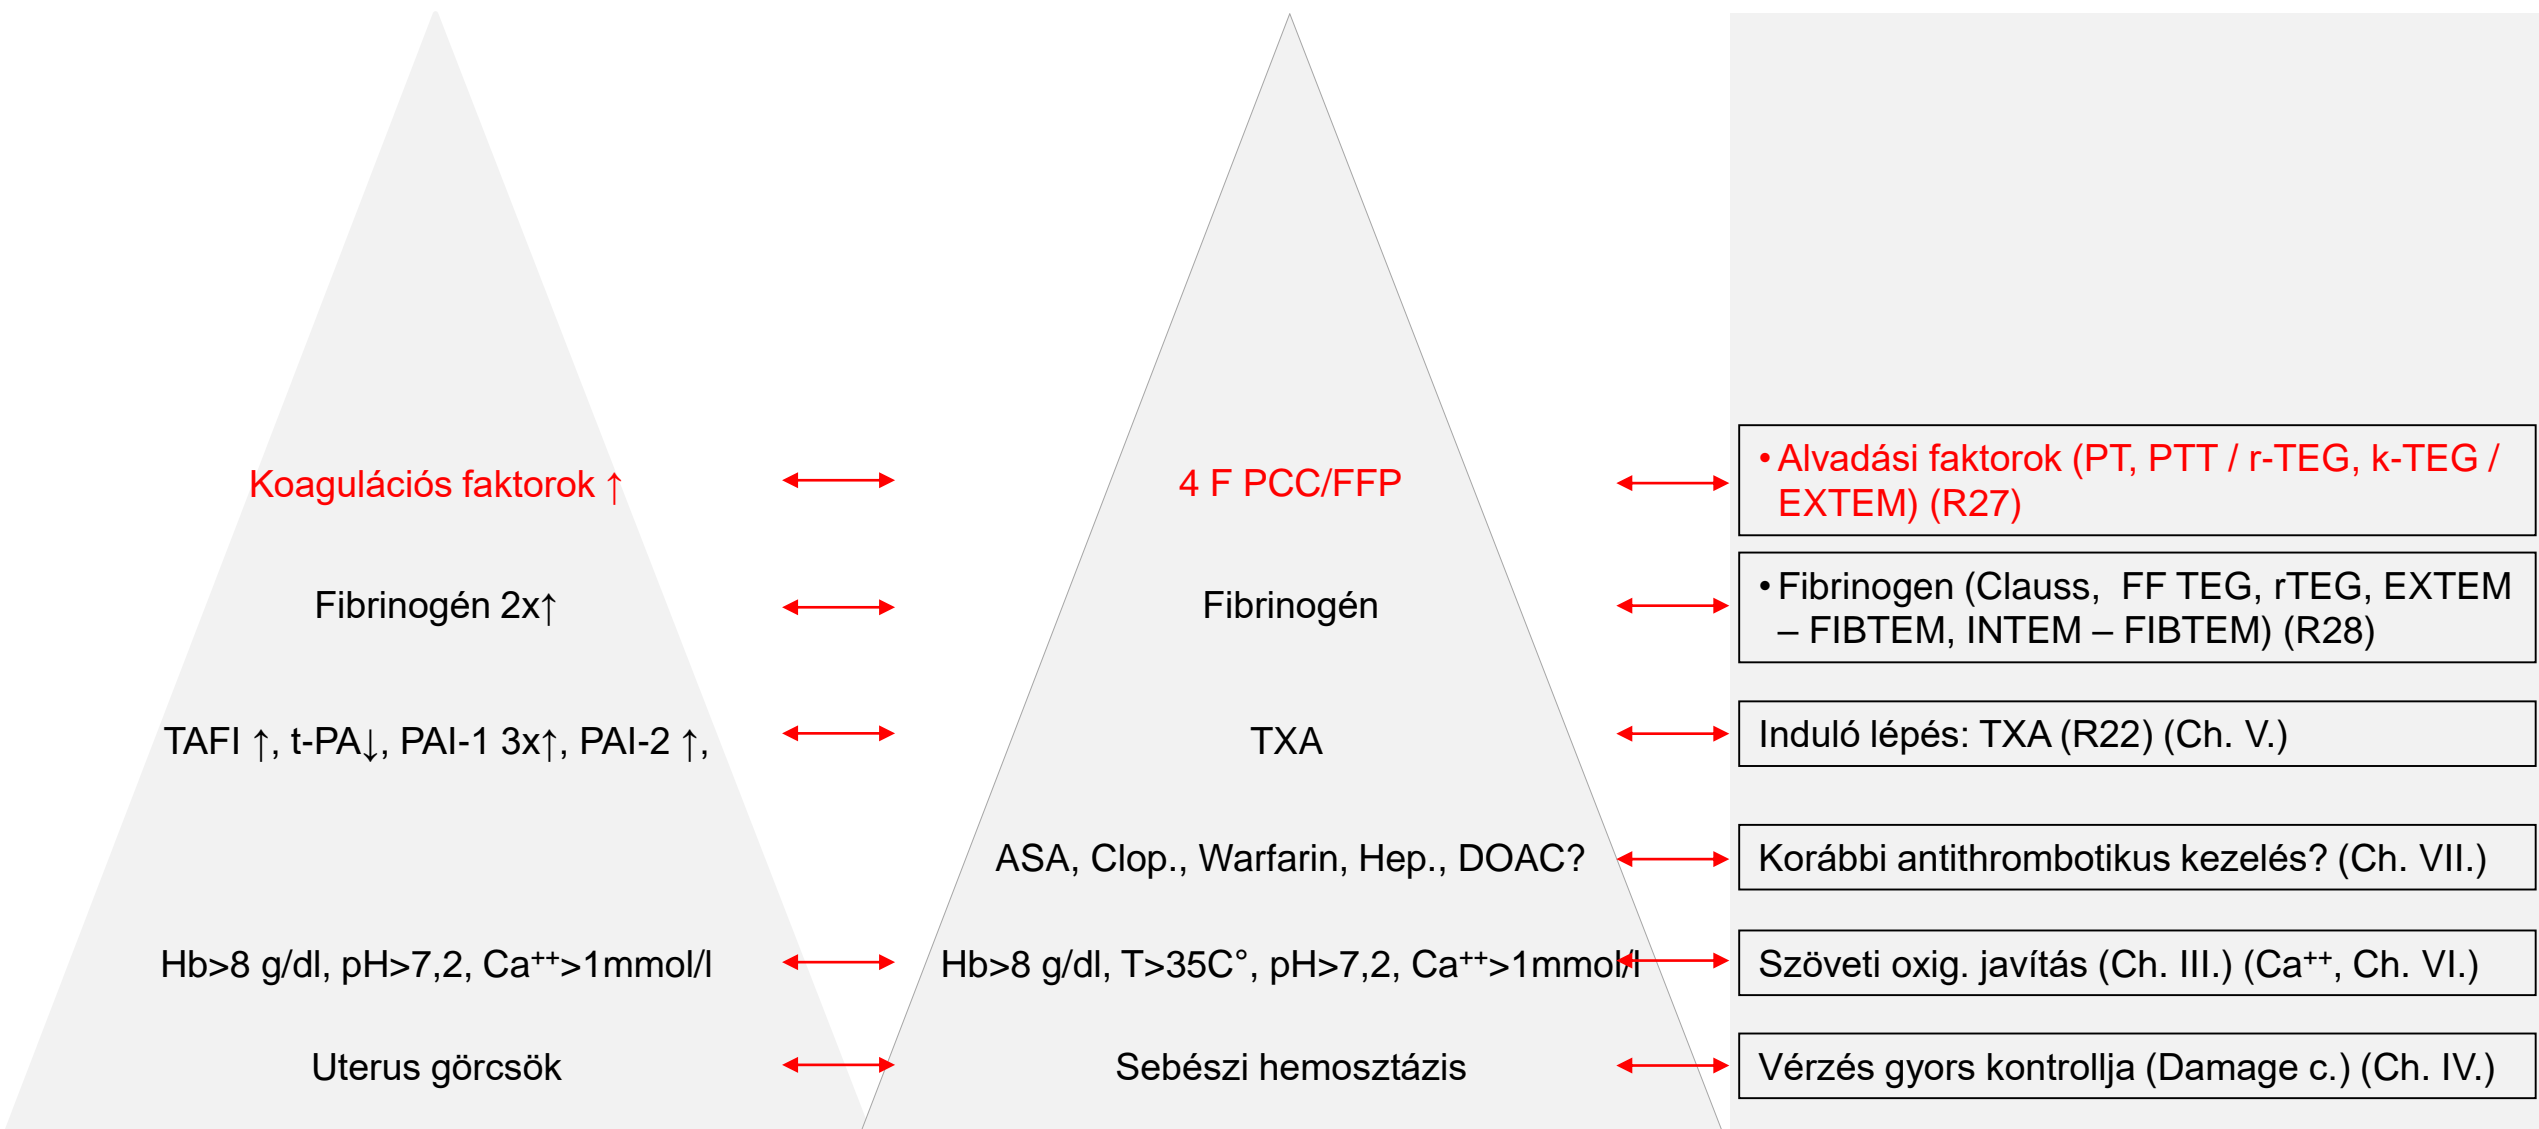 Koagulációs faktorok ↑
4 F PCC/FFP
• Alvadási faktorok (PT, PTT / r-TEG, k-TEG /
EXTEM) (R27)
Fibrinogén 2x↑
Fibrinogén
• Fibrinogen (Clauss, FF TEG, rTEG, EXTEM
– FIBTEM, INTEM – FIBTEM) (R28)
TAFI ↑, t-PA↓, PAI-1 3x↑, PAI-2 ↑,
TXA
Induló lépés: TXA (R22) (Ch. V.)
ASA, Clop., Warfarin, Hep., DOAC?
Korábbi antithrombotikus kezelés? (Ch. VII.)
Hb>8 g/dl, pH>7,2, Ca⁺⁺>1mmol/l
Hb>8 g/dl, T>35C°, pH>7,2, Ca⁺⁺>1mmol/l
Szöveti oxig. javítás (Ch. III.) (Ca⁺⁺, Ch. VI.)
Uterus görcsök
Sebészi hemosztázis
Vérzés gyors kontrollja (Damage c.) (Ch. IV.)